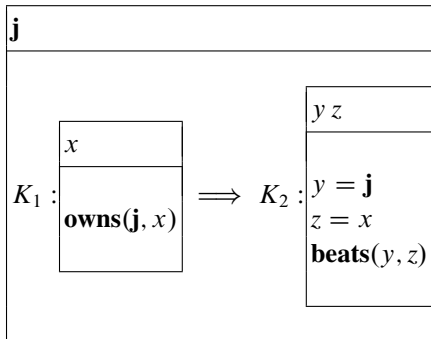 j
x
y z
K₁ :
owns(j, x)
⟹
K₂ :
y = j
z = x
beats(y, z)